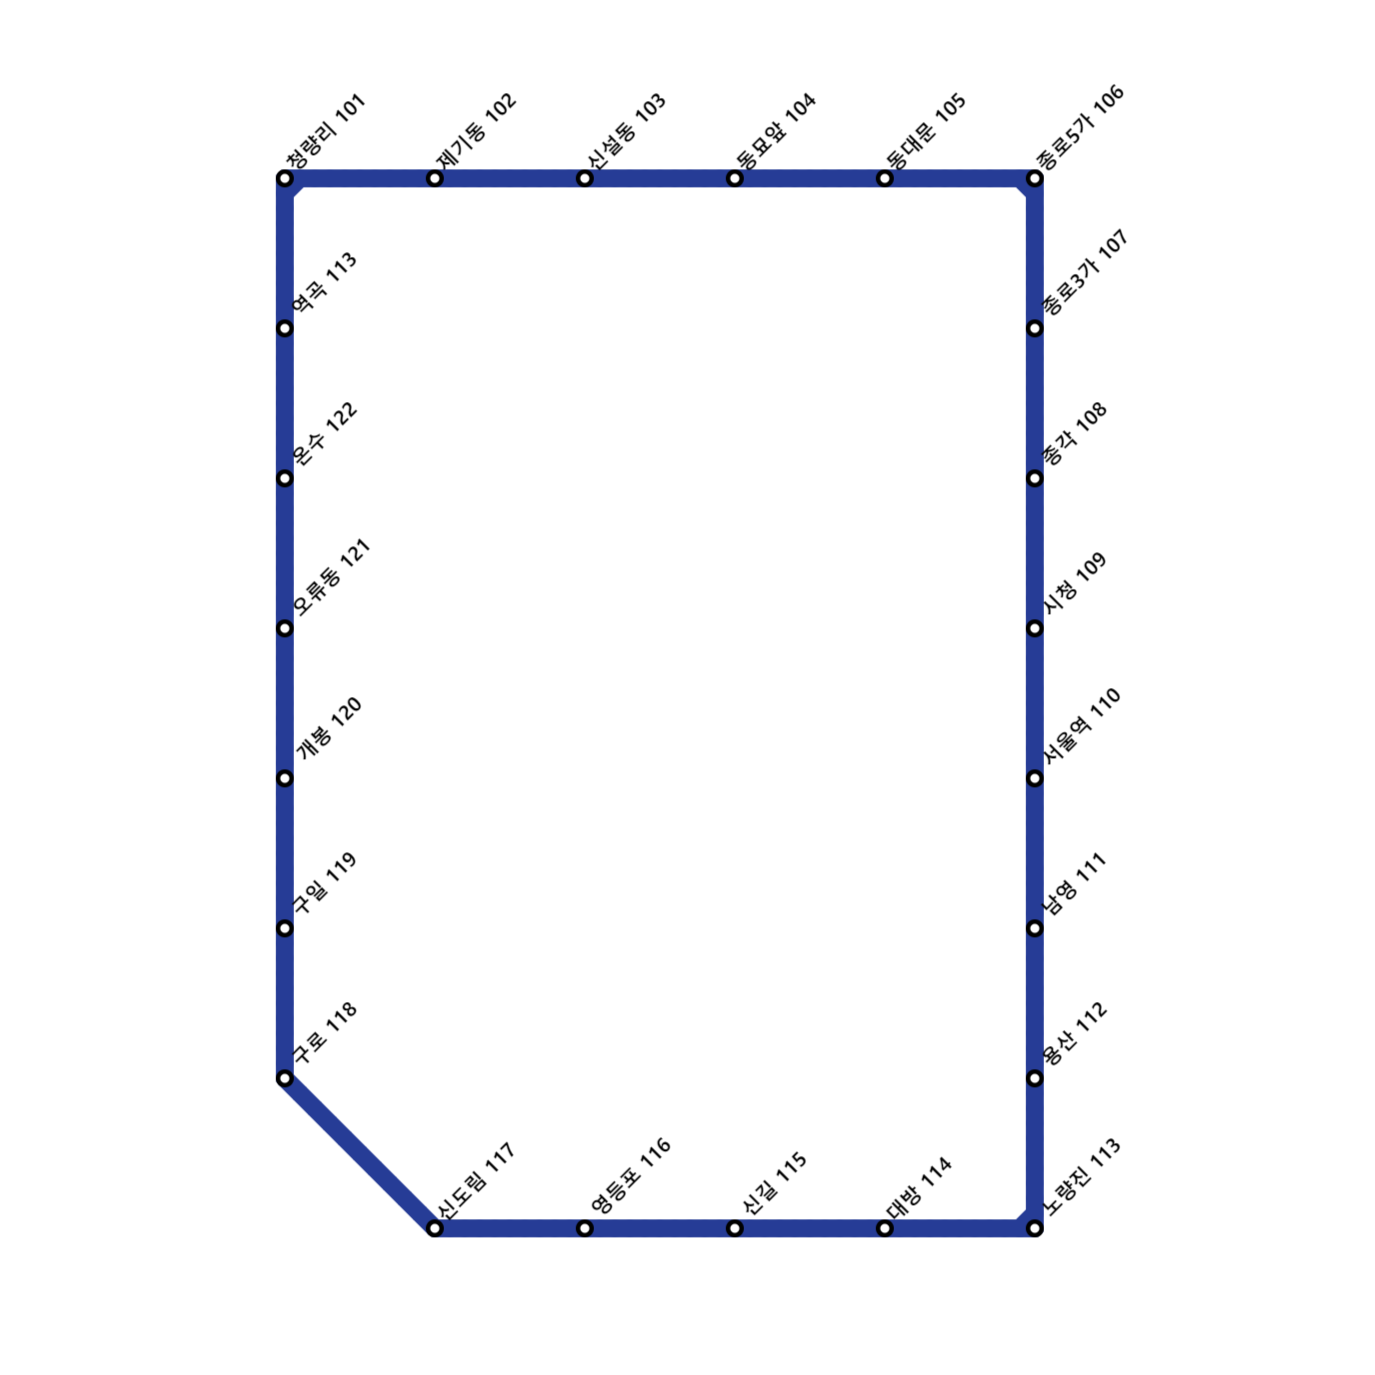 청량리 101
제기동 102
신설동 103
동묘앞 104
동대문 105
종로5가 106
역곡 113
종로3가 107
온수 122
종각 108
오류동 121
시청 109
개봉 120
서울역 110
구일 119
남영 111
구로 118
용산 112
신도림 117
영등포 116
신길 115
대방 114
노량진 113